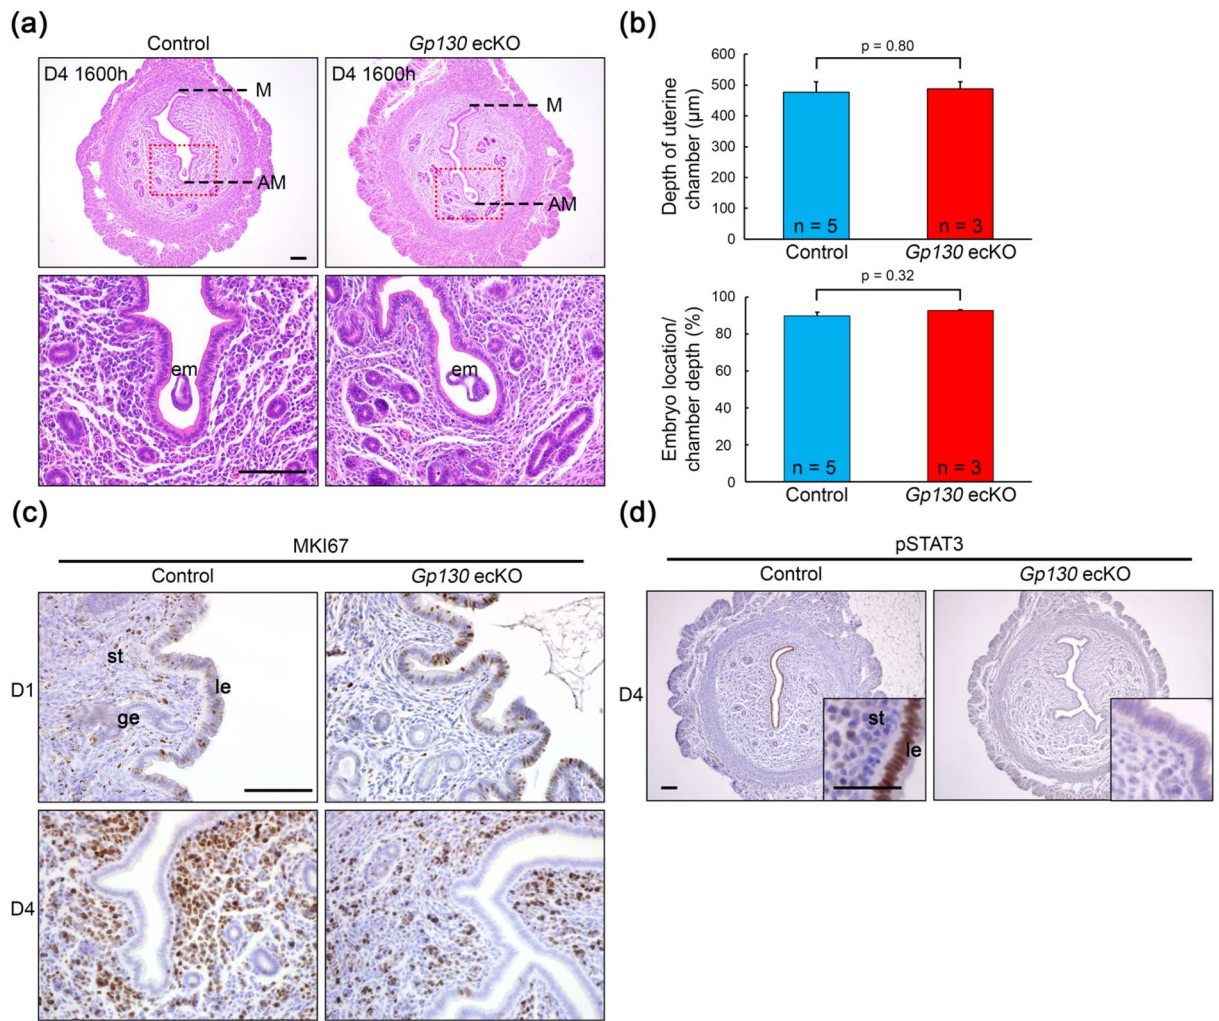 (a)
Control
Gp130 ecKO
D4 1600h
M
AM
D4 1600h
M
AM
em
em
(b)
p = 0.80
Depth of uterine
chamber (μm)
600
500
400
300
200
100
0
n = 5
n = 3
Control
Gp130 ecKO
p = 0.32
Embryo location/
chamber depth (%)
100
80
60
40
20
0
n = 5
n = 3
Control
Gp130 ecKO
(c)
MKI67
Control
Gp130 ecKO
D1
st
le
ge
D4
(d)
pSTAT3
Control
Gp130 ecKO
D4
st
le